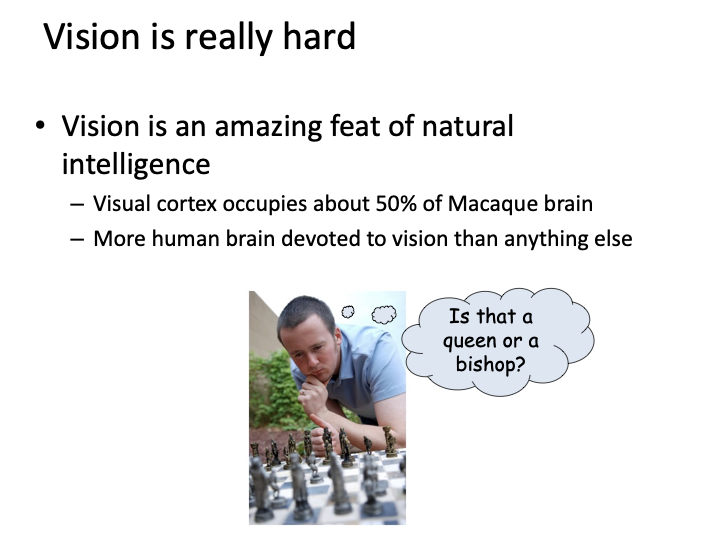 Vision is really hard
• Vision is an amazing feat of natural
intelligence
– Visual cortex occupies about 50% of Macaque brain
– More human brain devoted to vision than anything else
Is that a
queen or a
bishop?